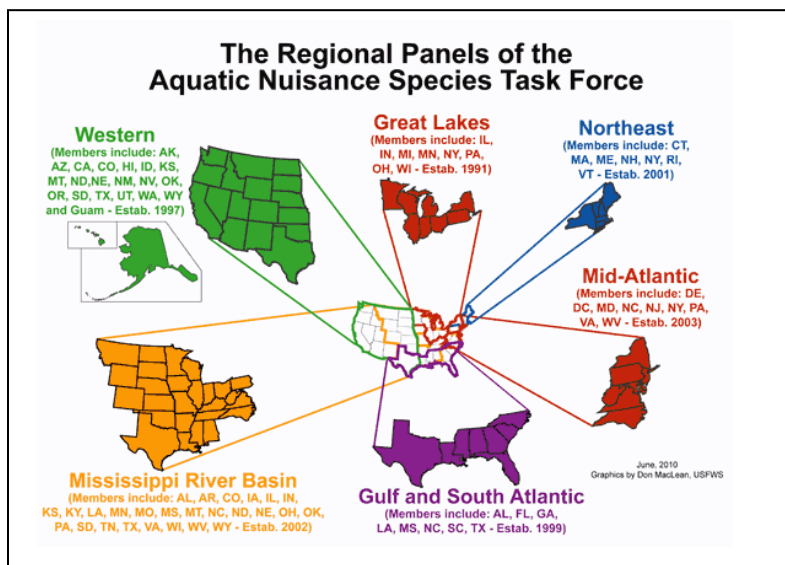 The Regional Panels of the
Aquatic Nuisance Species Task Force
Western
(Members include: AK,
AZ, CA, CO, HI, ID, KS,
MT, ND,NE, NM, NV, OK,
OR, SD, TX, UT, WA, WY
and Guam - Estab. 1997)
Great Lakes
(Members include: IL,
IN, MI, MN, NY, PA,
OH, WI - Estab. 1991)
Northeast
(Members include: CT,
MA, ME, NH, NY, RI,
VT - Estab. 2001)
Mid-Atlantic
(Members include: DE,
DC, MD, NC, NJ, NY, PA,
VA, WV - Estab. 2003)
Mississippi River Basin
(Members include: AL, AR, CO, IA, IL, IN,
KS, KY, LA, MN, MO, MS, MT, NC, ND, NE, OH, OK,
PA, SD, TN, TX, VA, WI, WV, WY - Estab. 2002)
Gulf and South Atlantic
(Members include: AL, FL, GA,
LA, MS, NC, SC, TX - Estab. 1999)
June, 2010
Graphics by Don MacLean, USFWS